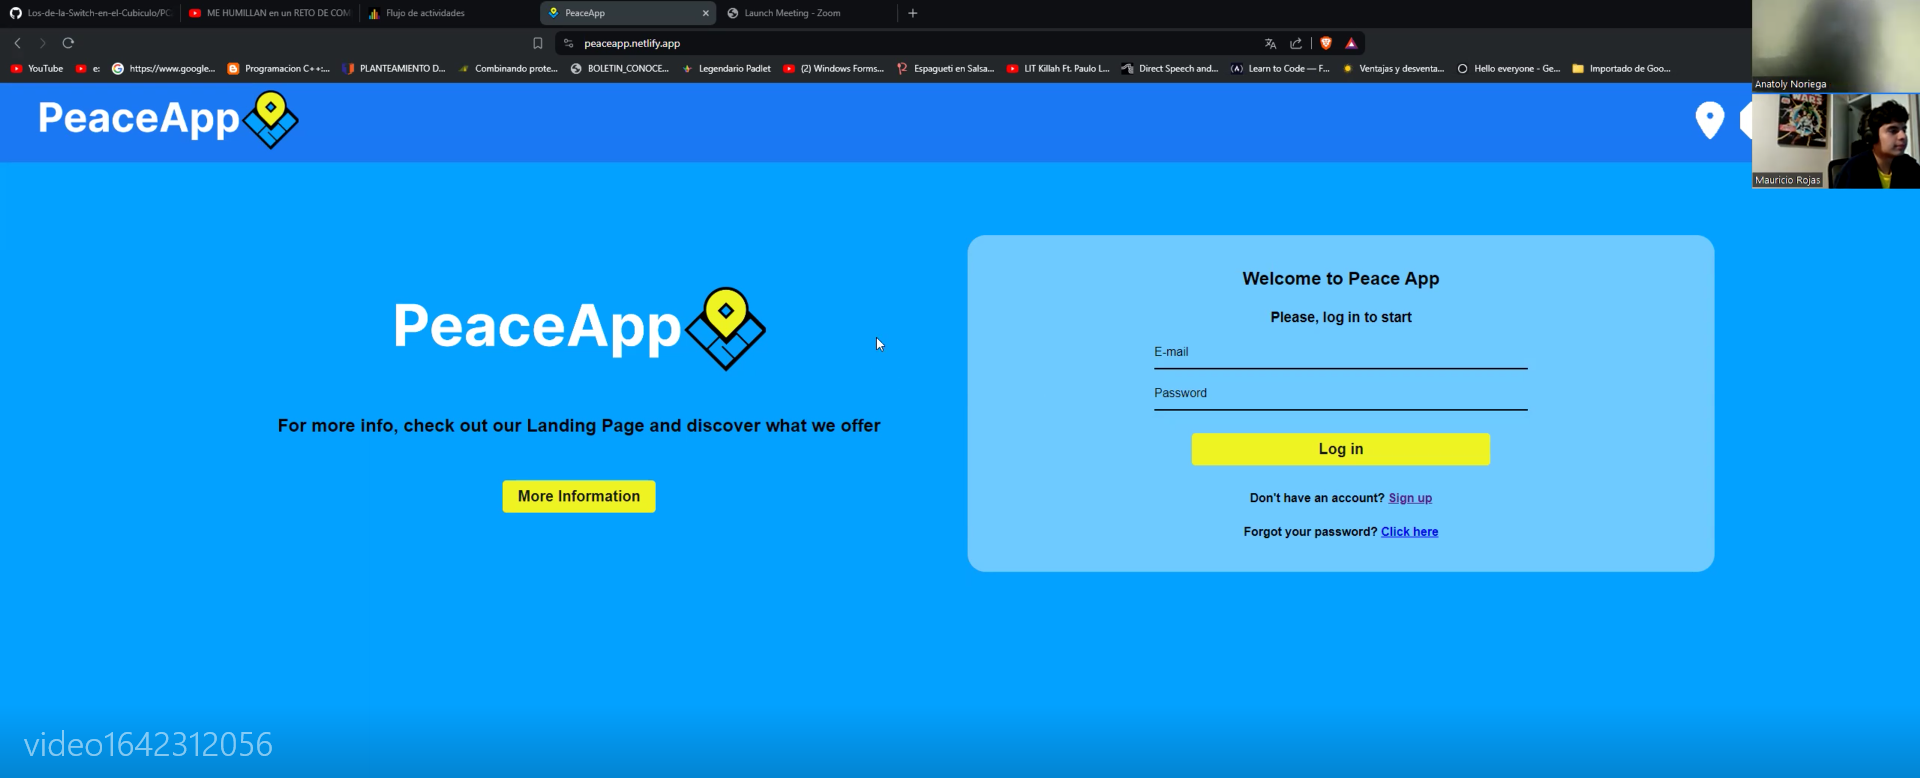 Los-de-la-Switch-en-el-Cubiculo/PC
ME HUMILLAN en un RETO DE COM
Flujo de actividades
PeaceApp
Launch Meeting - Zoom
peaceapp.netlify.app
YouTube
e:
https://www.google...
Programacion C++:...
PLANTEAMIENTO D...
Combinando prote...
BOLETIN_CONOCE...
Legendario Padlet
(2) Windows Forms...
Espagueti en Salsa...
LIT Killah Ft. Paulo L...
Direct Speech and...
Learn to Code — F...
Ventajas y desventa...
Hello everyone - Ge...
Importado de Goo...
Anatoly Noriega
WARS
Mauricio Rojas
PeaceApp
PeaceApp
For more info, check out our Landing Page and discover what we offer
More Information
Welcome to Peace App
Please, log in to start
E-mail
Password
Log in
Don't have an account? Sign up
Forgot your password? Click here
video1642312056